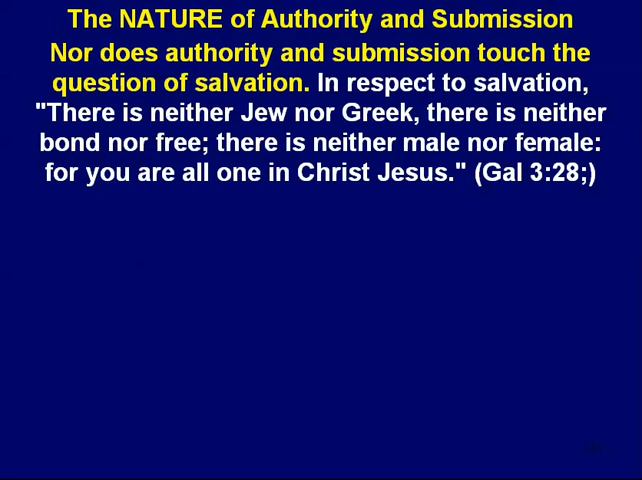 The NATURE of Authority and Submission
Nor does authority and submission touch the
question of salvation. In respect to salvation,
"There is neither Jew nor Greek, there is neither
bond nor free; there is neither male nor female:
for you are all one in Christ Jesus." (Gal 3:28;)